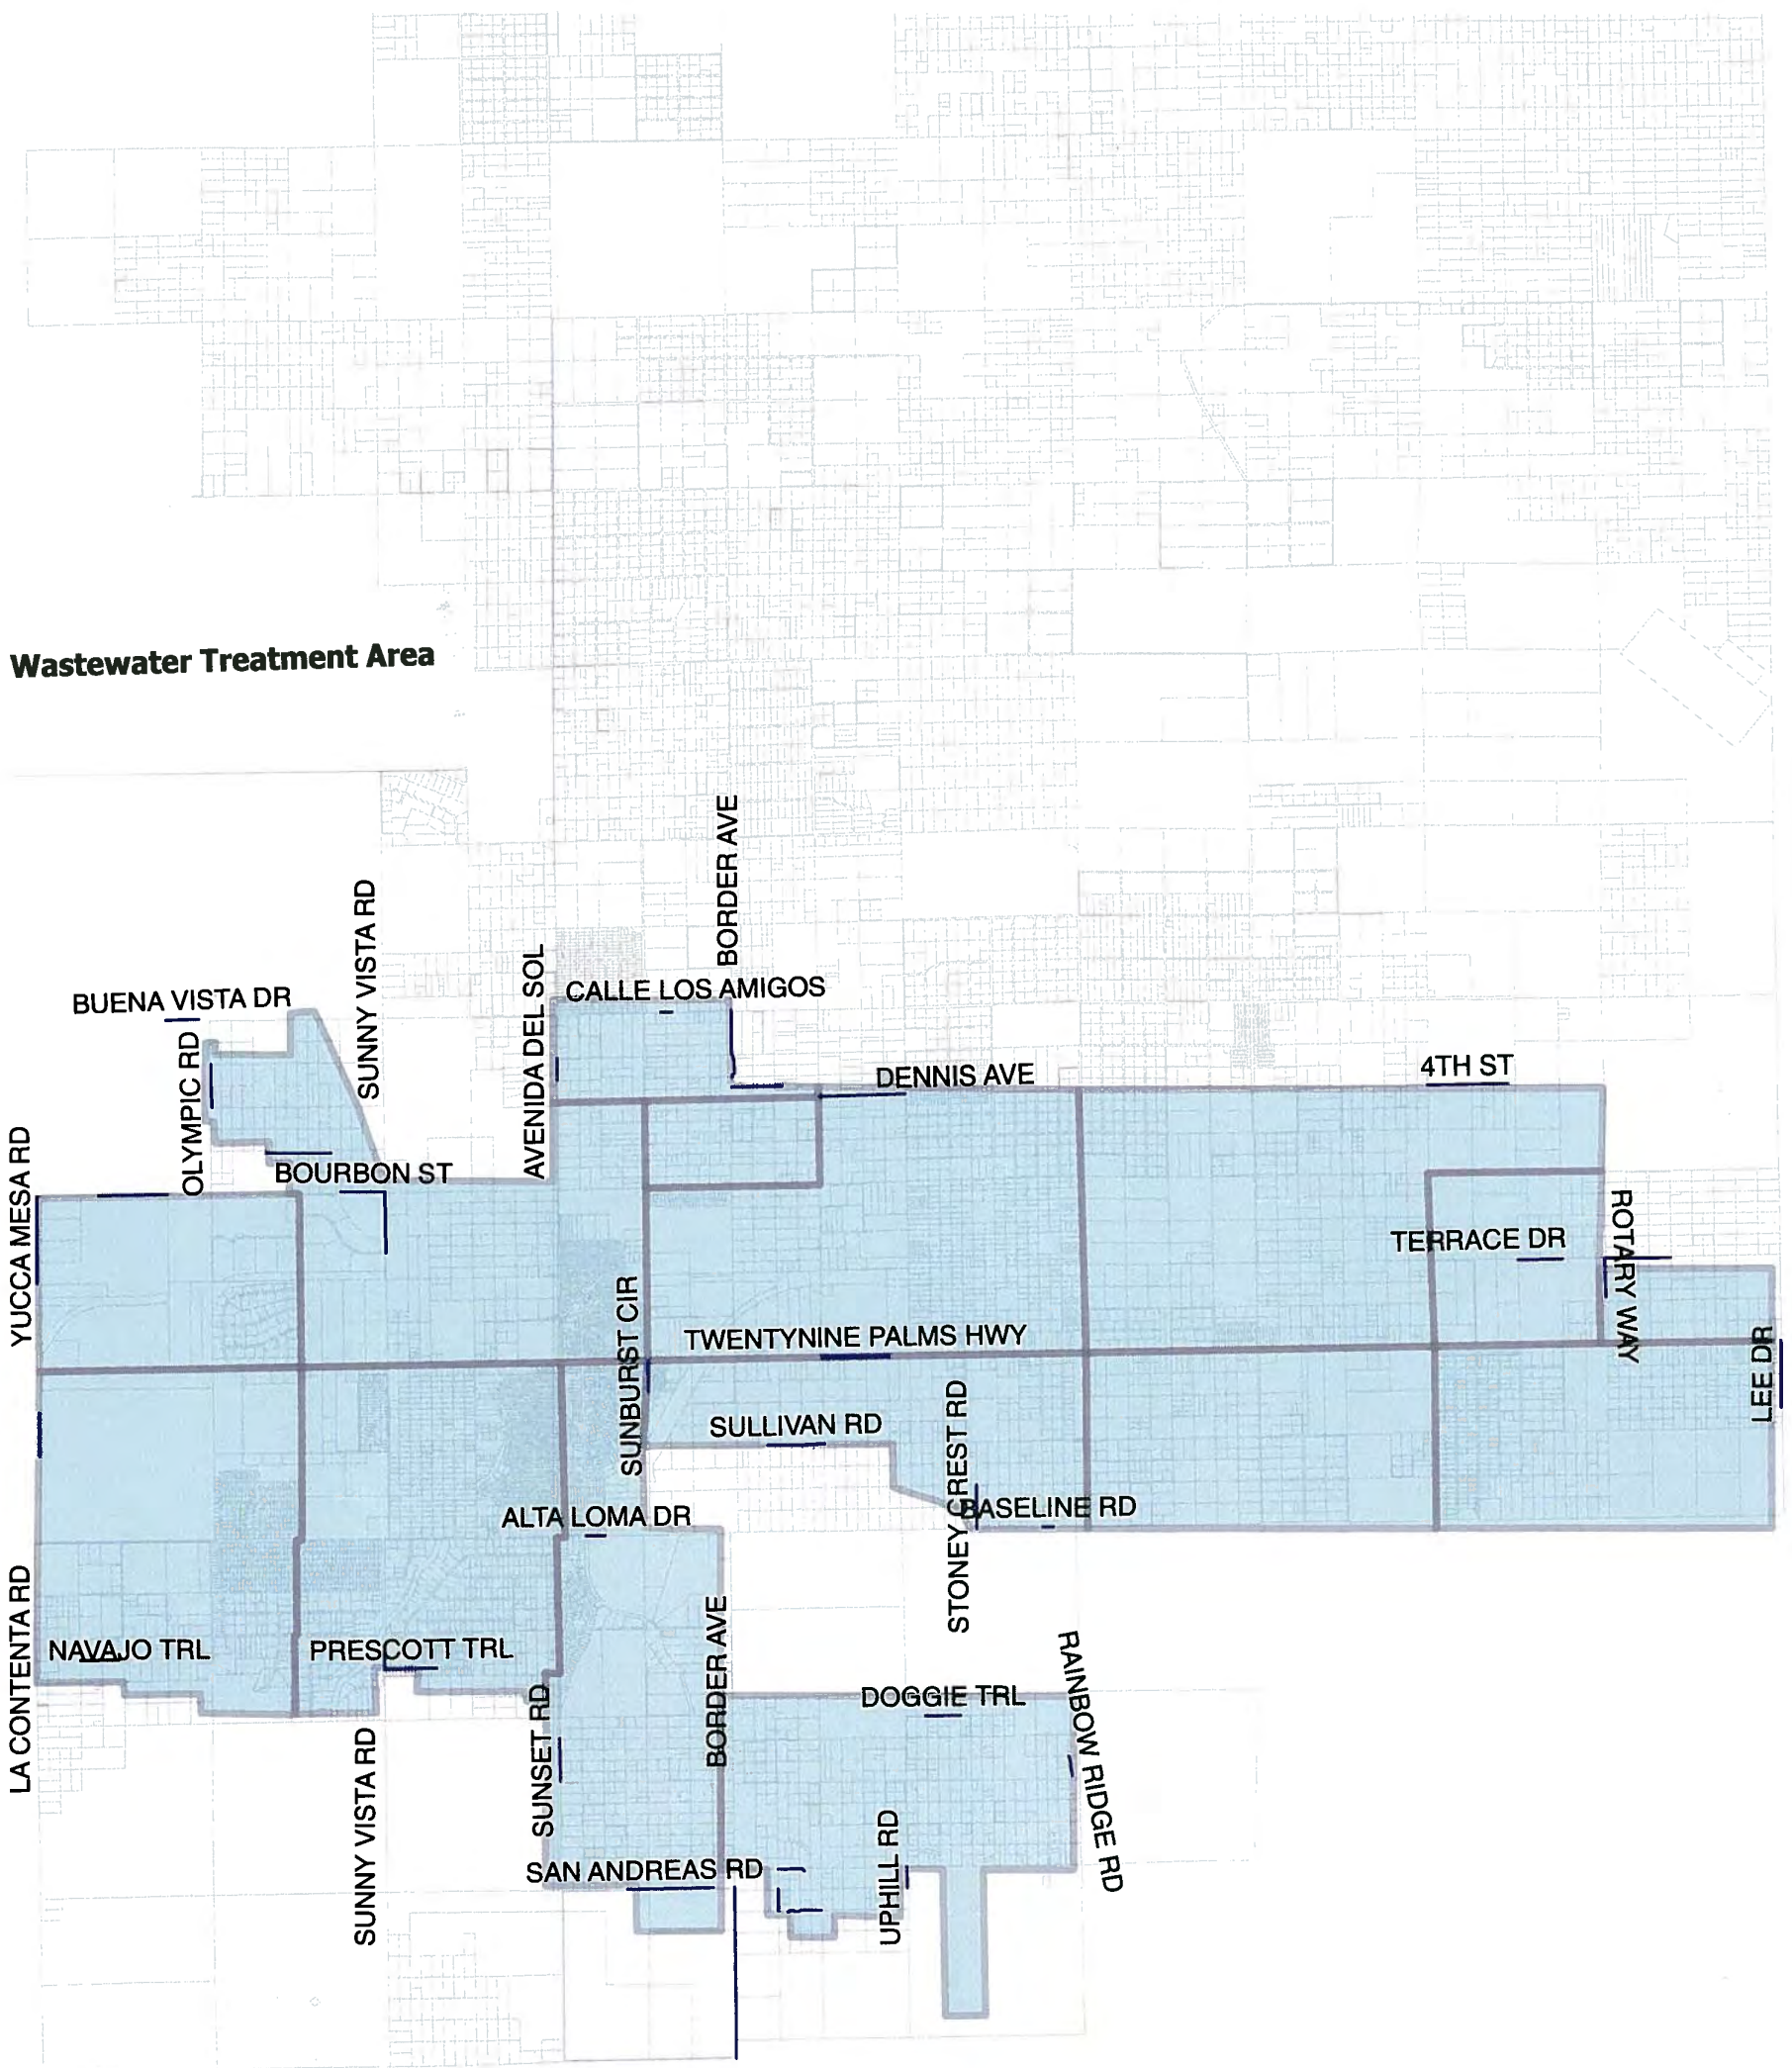 Wastewater Treatment Area
BORDER AVE
SUNNY VISTA RD
AVENIDA DEL SOL
CALLE LOS AMIGOS
BUENA VISTA DR
OLYMPIC RD
DENNIS AVE
4TH ST
YUCCA MESA RD
BOURBON ST
ROTARY WAY
TERRACE DR
SUNBURST CIR
TWENTYNINE PALMS HWY
LEE DR
STONEY CREST RD
SULLIVAN RD
ALTA LOMA DR
BASELINE RD
LA CONTENTA RD
NAVAJO TRL
PRESCOTT TRL
BORDER AVE
RAINBOW RIDGE RD
DOGGIE TRL
SUNSET RD
SUNNY VISTA RD
UPHILL RD
SAN ANDREAS RD